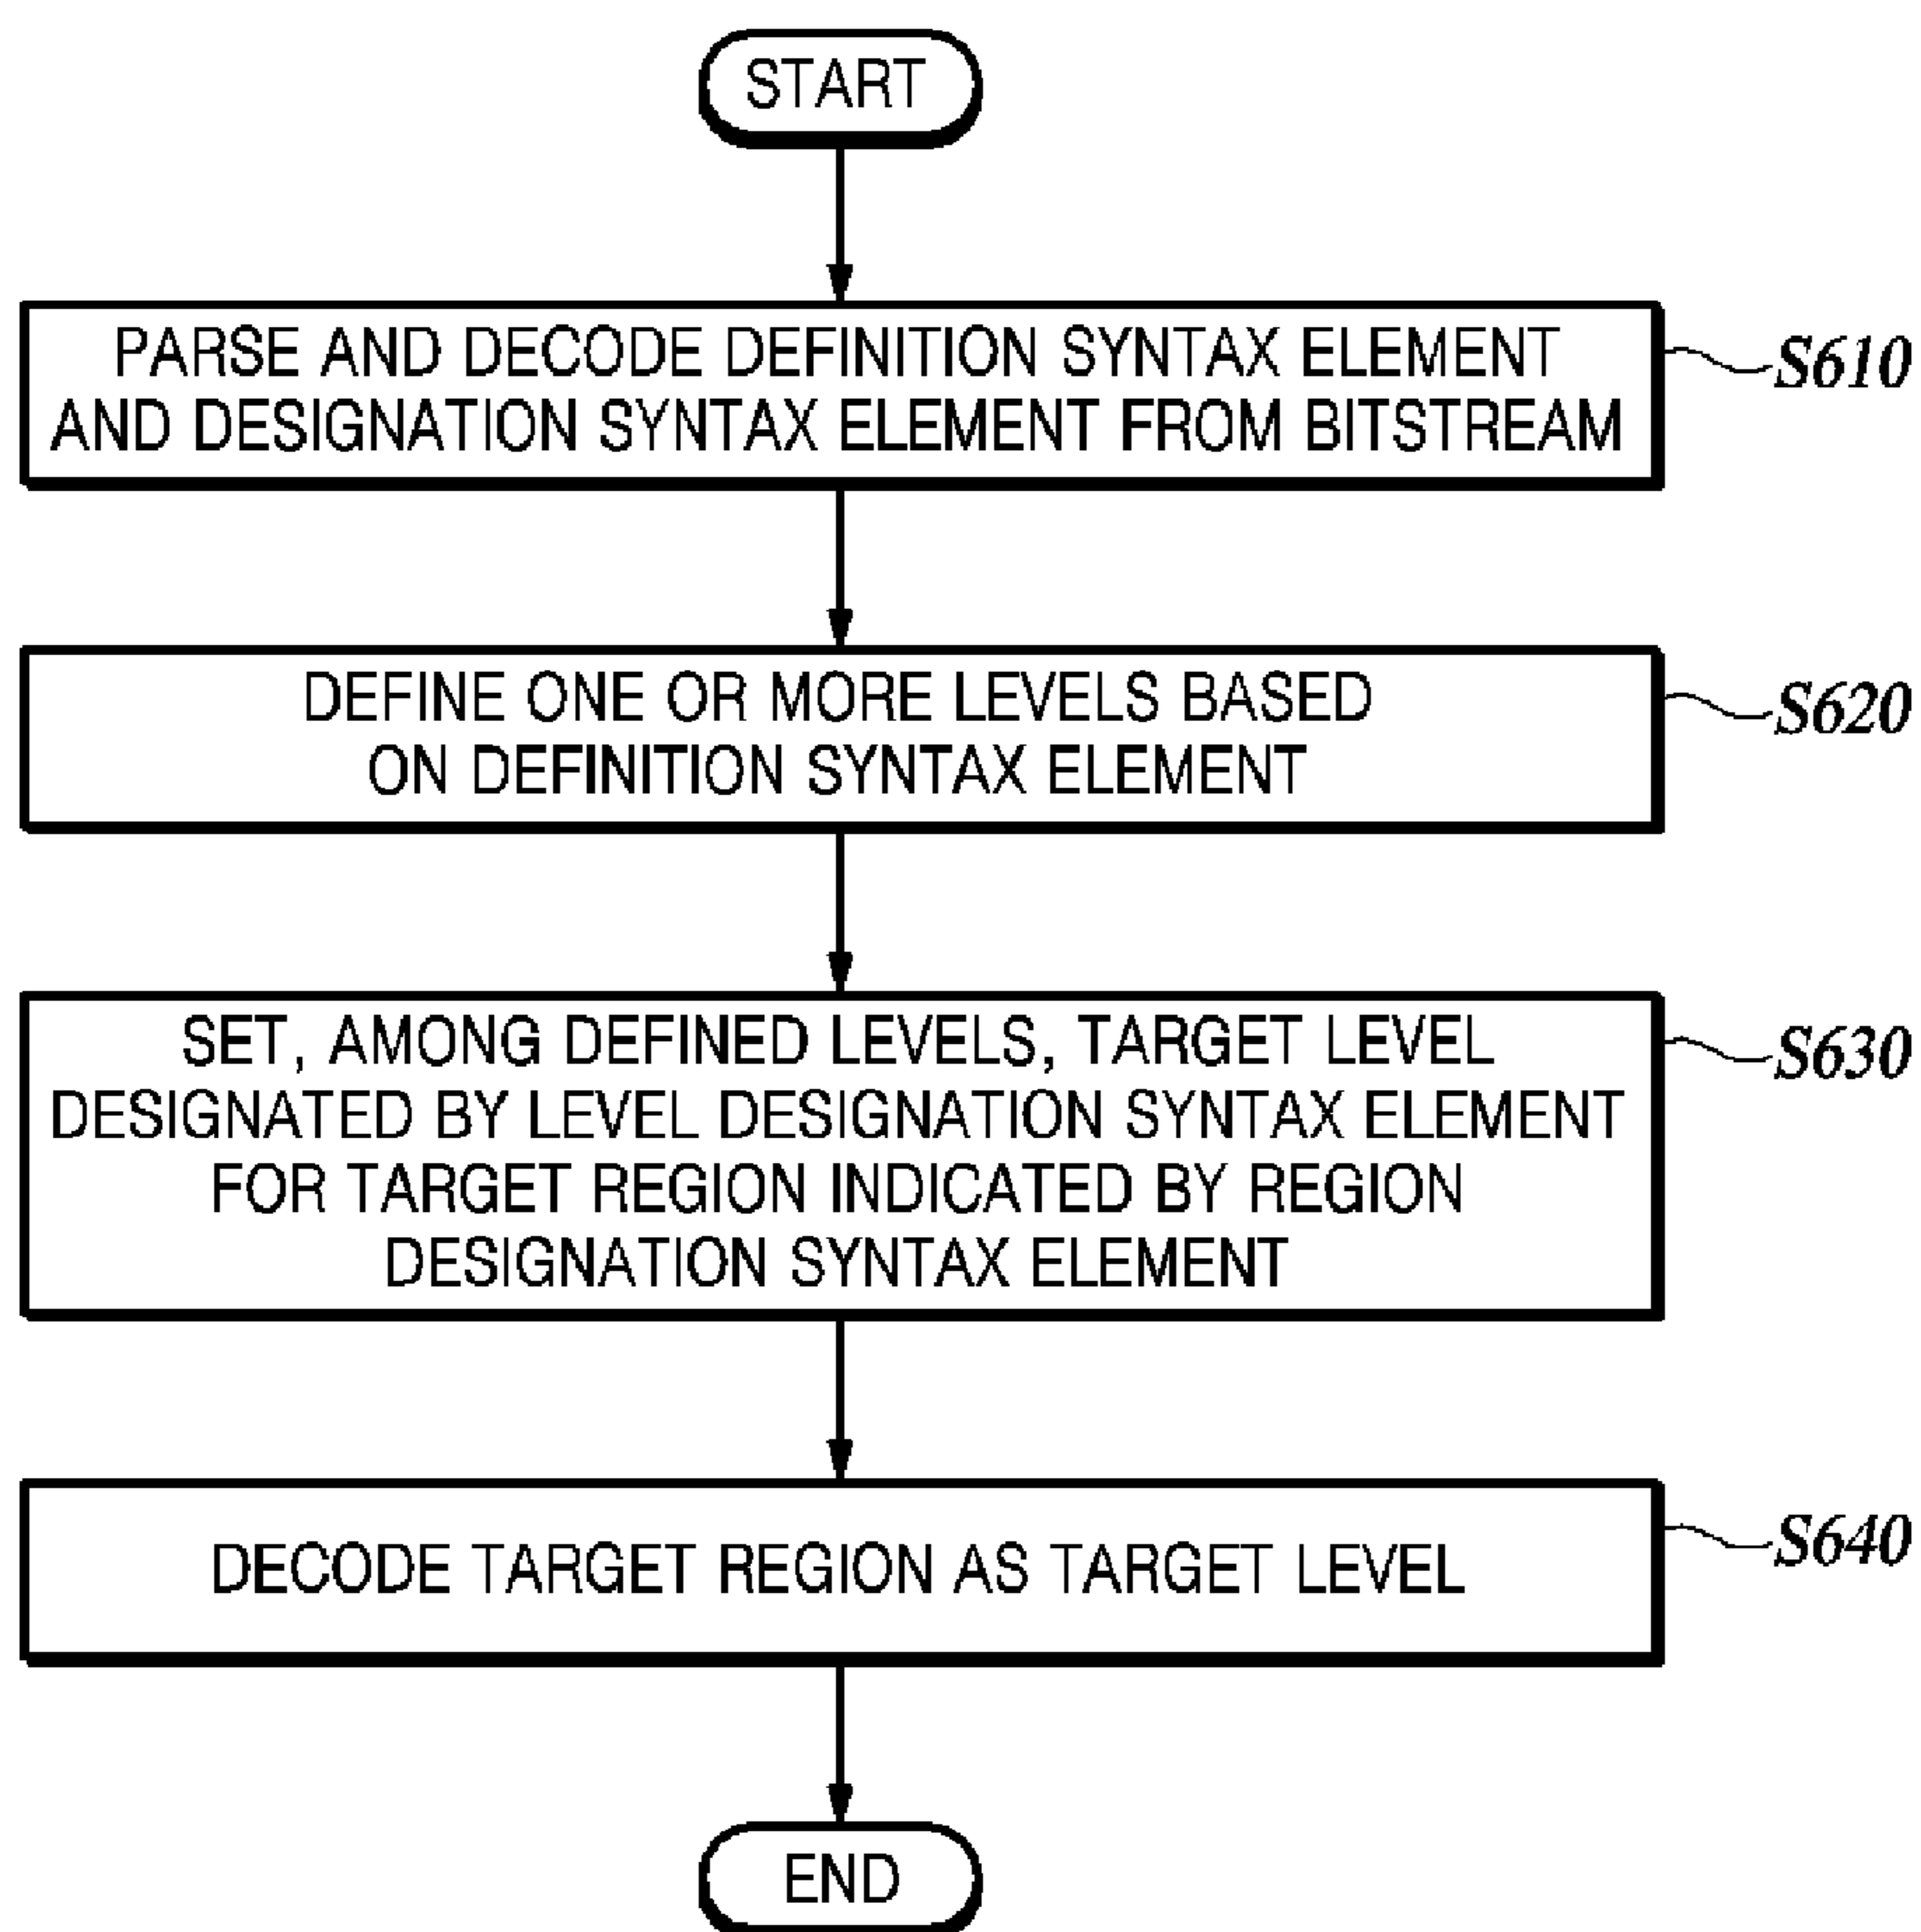 START
PARSE AND DECODE DEFINITION SYNTAX ELEMENT
AND DESIGNATION SYNTAX ELEMENT FROM BITSTREAM
S610
DEFINE ONE OR MORE LEVELS BASED
ON DEFINITION SYNTAX ELEMENT
S620
SET, AMONG DEFINED LEVELS, TARGET LEVEL
DESIGNATED BY LEVEL DESIGNATION SYNTAX ELEMENT
FOR TARGET REGION INDICATED BY REGION
DESIGNATION SYNTAX ELEMENT
S630
DECODE TARGET REGION AS TARGET LEVEL
S640
END